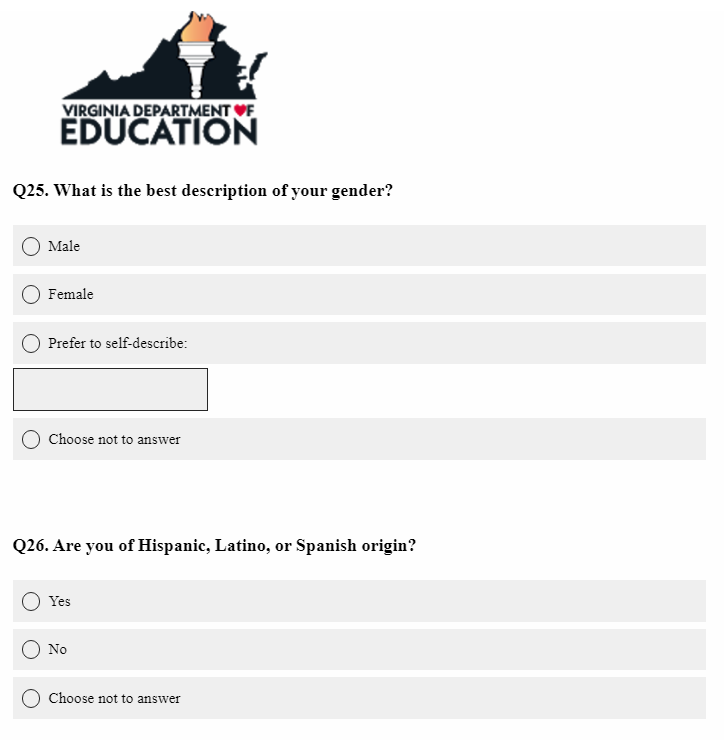 VIRGINIA DEPARTMENT OF
EDUCATION
Q25. What is the best description of your gender?
Male
Female
Prefer to self-describe:
Choose not to answer
Q26. Are you of Hispanic, Latino, or Spanish origin?
Yes
No
Choose not to answer